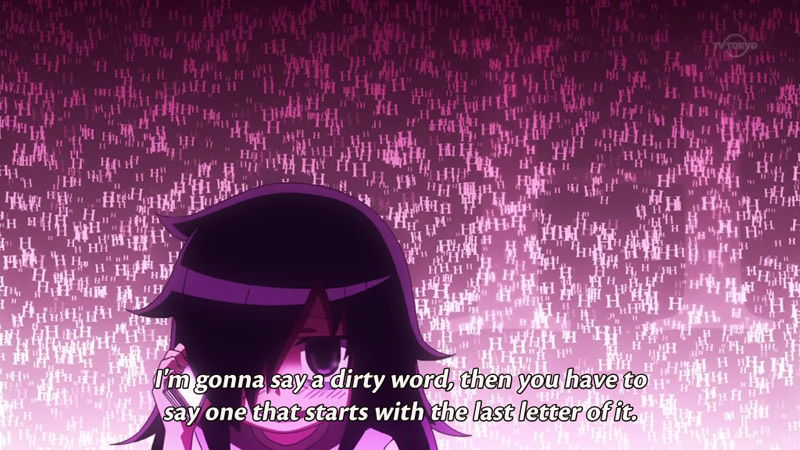 TV TOKYO
I'm gonna say a dirty word, then you have to
say one that starts with the last letter of it.